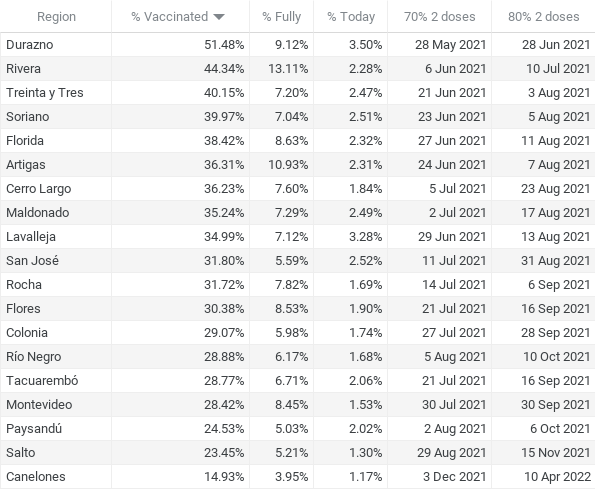 Region % Vaccinated % Fully % Today 70% 2 doses 80% 2 doses
Durazno 51.48% 9.12% 3.50% 28 May 2021 28 Jun 2021
Rivera 44.34% 13.11% 2.28% 6 Jun 2021 10 Jul 2021
Treinta y Tres 40.15% 7.20% 2.47% 21 Jun 2021 3 Aug 2021
Soriano 39.97% 7.04% 2.51% 23 Jun 2021 5 Aug 2021
Florida 38.42% 8.63% 2.32% 27 Jun 2021 11 Aug 2021
Artigas 36.31% 10.93% 2.31% 24 Jun 2021 7 Aug 2021
Cerro Largo 36.23% 7.60% 1.84% 5 Jul 2021 23 Aug 2021
Maldonado 35.24% 7.29% 2.49% 2 Jul 2021 17 Aug 2021
Lavalleja 34.99% 7.12% 3.28% 29 Jun 2021 13 Aug 2021
San José 31.80% 5.59% 2.52% 11 Jul 2021 31 Aug 2021
Rocha 31.72% 7.82% 1.69% 14 Jul 2021 6 Sep 2021
Flores 30.38% 8.53% 1.90% 21 Jul 2021 16 Sep 2021
Colonia 29.07% 5.98% 1.74% 27 Jul 2021 28 Sep 2021
Río Negro 28.88% 6.17% 1.68% 5 Aug 2021 10 Oct 2021
Tacuarembó 28.77% 6.71% 2.06% 21 Jul 2021 16 Sep 2021
Montevideo 28.42% 8.45% 1.53% 30 Jul 2021 30 Sep 2021
Paysandú 24.53% 5.03% 2.02% 2 Aug 2021 6 Oct 2021
Salto 23.45% 5.21% 1.30% 29 Aug 2021 15 Nov 2021
Canelones 14.93% 3.95% 1.17% 3 Dec 2021 10 Apr 2022